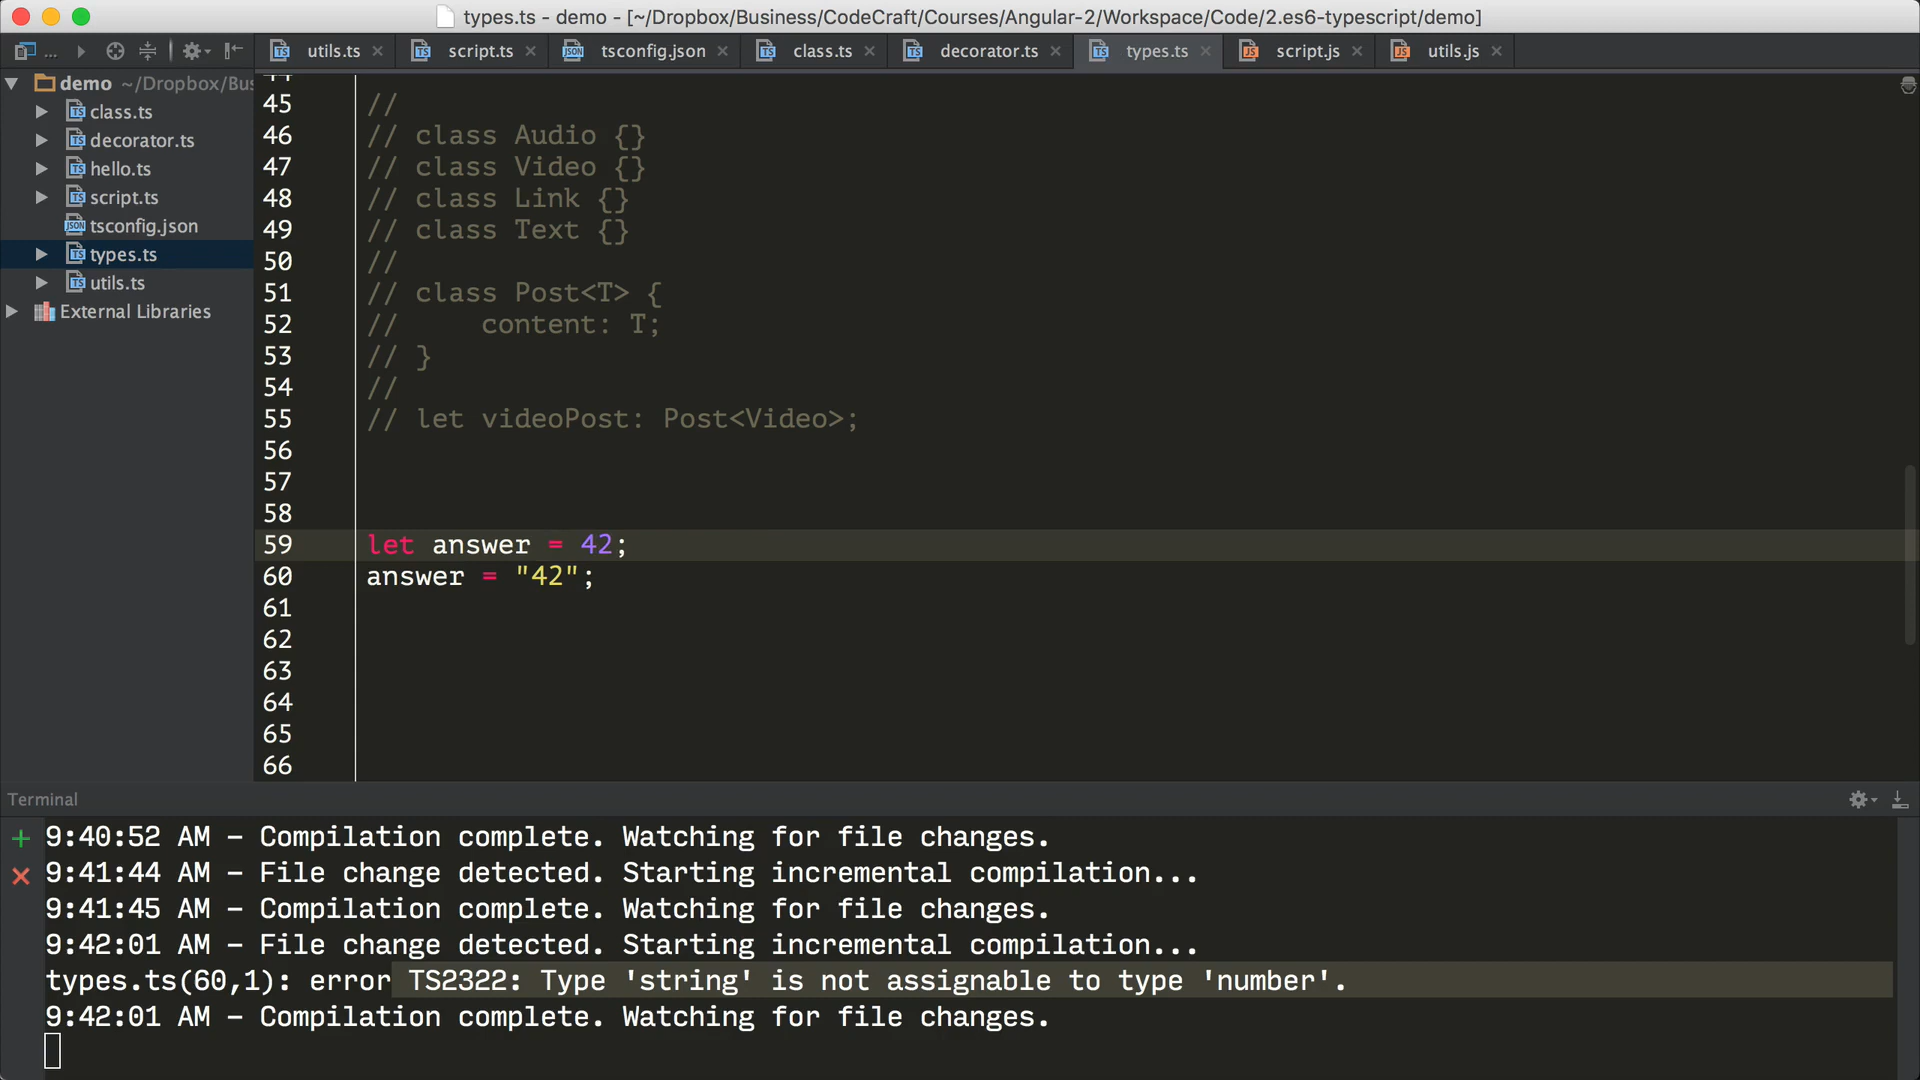 types.ts - demo - [~/Dropbox/Business/CodeCraft/Courses/Angular-2/Workspace/Code/2.es6-typescript/demo]
... utils.ts script.ts tsconfig.json class.ts decorator.ts types.ts script.js utils.js
demo ~/Dropbox/Bus
class.ts
decorator.ts
hello.ts
script.ts
tsconfig.json
types.ts
utils.ts
External Libraries
44
45 //
46 // class Audio {}
47 // class Video {}
48 // class Link {}
49 // class Text {}
50 //
51 // class Post<T> {
52 //     content: T;
53 // }
54 //
55 // let videoPost: Post<Video>;
56
57
58
59 let answer = 42;
60 answer = "42";
61
62
63
64
65
66
Terminal
9:40:52 AM – Compilation complete. Watching for file changes.
9:41:44 AM – File change detected. Starting incremental compilation...
9:41:45 AM – Compilation complete. Watching for file changes.
9:42:01 AM – File change detected. Starting incremental compilation...
types.ts(60,1): error TS2322: Type 'string' is not assignable to type 'number'.
9:42:01 AM – Compilation complete. Watching for file changes.